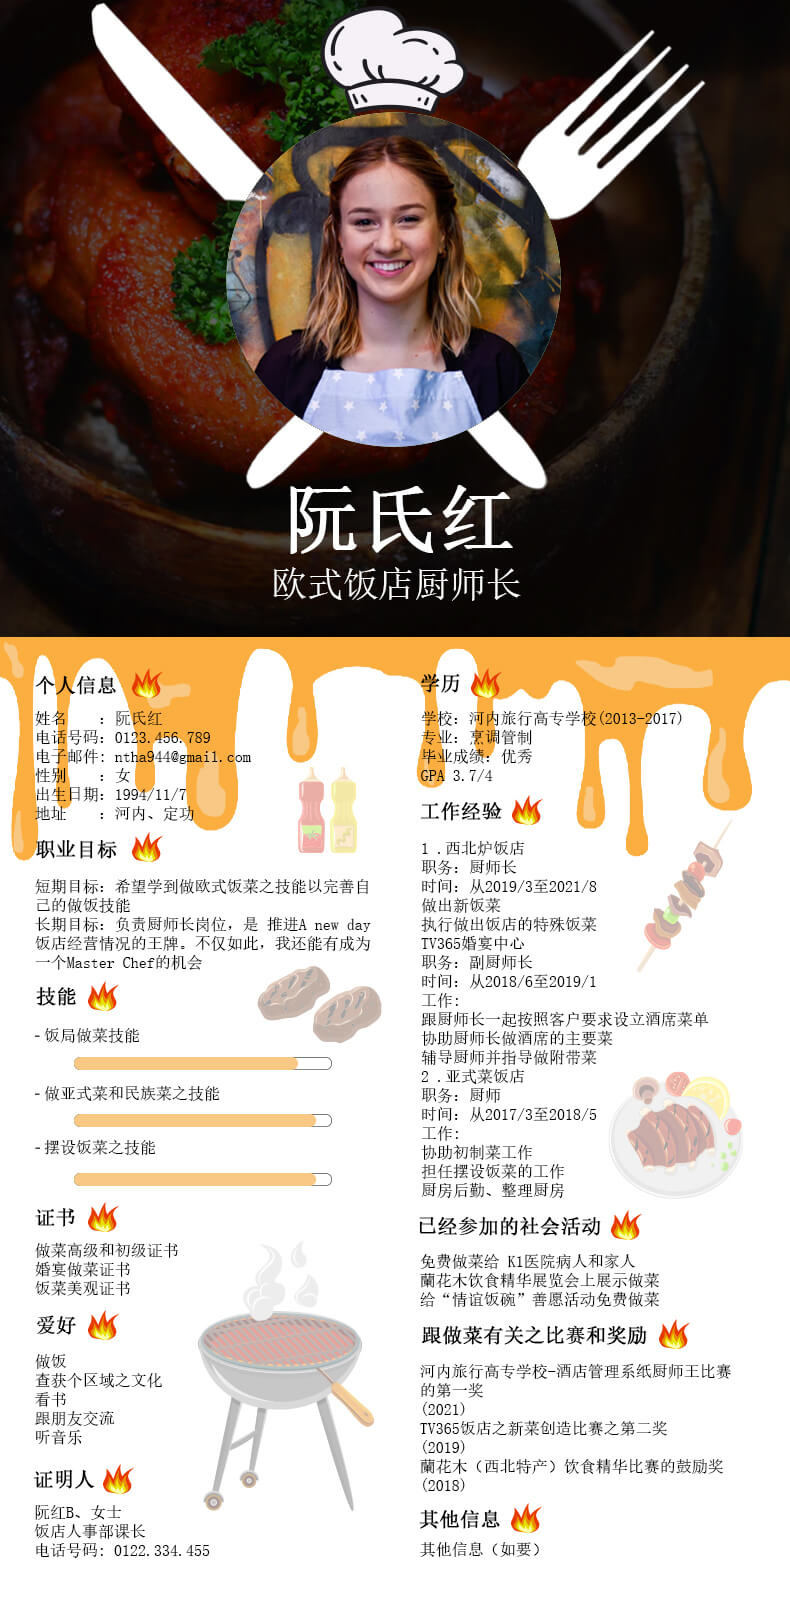 阮氏红
欧式饭店厨师长
个人信息
姓名 ：阮氏红
电话号码：0123.456.789
电子邮件: ntha944@gmail.com
性别 ：女
出生日期：1994/11/7
地址 ：河内、定功
职业目标
短期目标：希望学到做欧式饭菜之技能以完善自
己的做饭技能
长期目标：负责厨师长岗位，是 推进A new day
饭店经营情况的王牌。不仅如此，我还能有成为
一个Master Chef的机会
技能
- 饭局做菜技能
- 做亚式菜和民族菜之技能
- 摆设饭菜之技能
证书
做菜高级和初级证书
婚宴做菜证书
饭菜美观证书
爱好
做饭
查获个区域之文化
看书
跟朋友交流
听音乐
证明人
阮红B、女士
饭店人事部课长
电话号码: 0122.334.455
学历
学校：河内旅行高专学校(2013-2017)
专业：烹调管制
毕业成绩：优秀
GPA 3.7/4
工作经验
1 .西北炉饭店
职务：厨师长
时间：从2019/3至2021/8
做出新饭菜
执行做出饭店的特殊饭菜
TV365婚宴中心
职务：副厨师长
时间：从2018/6至2019/1
工作:
跟厨师长一起按照客户要求设立酒席菜单
协助厨师长做酒席的主要菜
辅导厨师并指导做附带菜
2 .亚式菜饭店
职务：厨师
时间：从2017/3至2018/5
工作:
协助初制菜工作
担任摆设饭菜的工作
厨房后勤、整理厨房
已经参加的社会活动
免费做菜给 K1医院病人和家人
蘭花木饮食精华展览会上展示做菜
给“情谊饭碗”善愿活动免费做菜
跟做菜有关之比赛和奖励
河内旅行高专学校-酒店管理系纸厨师王比赛
的第一奖
(2021)
TV365饭店之新菜创造比赛之第二奖
(2019)
蘭花木（西北特产）饮食精华比赛的鼓励奖
(2018)
其他信息
其他信息（如要）